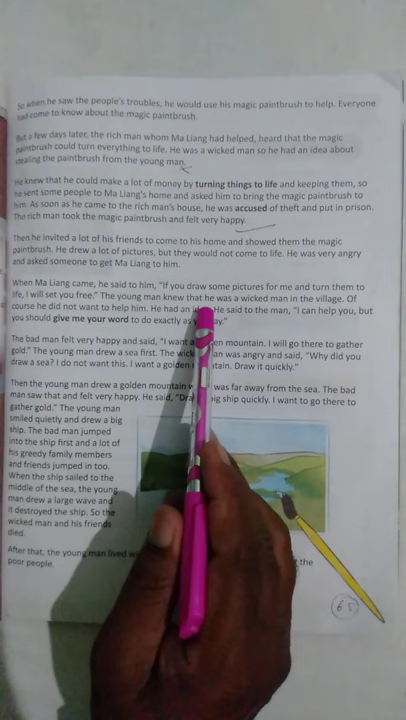 So when he saw the people's troubles, he would use his magic paintbrush to help. Everyone
had come to know about the magic paintbrush.
But a few days later, the rich man whom Ma Liang had helped, heard that the magic
paintbrush could turn everything to life. He was a wicked man so he had an idea about
stealing the paintbrush from the young man.
He knew that he could make a lot of money by turning things to life and keeping them, so
he sent some people to Ma Liang's home and asked him to bring the magic paintbrush to
him. As soon as he came to the rich man's house, he was accused of theft and put in prison.
The rich man took the magic paintbrush and felt very happy.
Then he invited a lot of his friends to come to his home and showed them the magic
paintbrush. He drew a lot of pictures, but they would not come to life. He was very angry
and asked someone to get Ma Liang to him.
When Ma Liang came, he said to him, "If you draw some pictures for me and turn them to
life, I will set you free." The young man knew that he was a wicked man in the village. Of
course he did not want to help him. He had an He said to the man, "I can help you, but
you should give me your word to do exactly as ay."
The bad man felt very happy and said, "I want a en mountain. I will go there to gather
gold." The young man drew a sea first. The wick an was angry and said, "Why did you
draw a sea? I do not want this. I want a golden tain. Draw it quickly."
Then the young man drew a golden mountain was far away from the sea. The bad
man saw that and felt very happy. He said, "Dra big ship quickly. I want to go there to
gather gold." The young man
smiled quietly and drew a big
ship. The bad man jumped
into the ship first and a lot of
his greedy family members
and friends jumped in too.
When the ship sailed to the
middle of the sea, the young
man drew a large wave and
it destroyed the ship. So the
wicked man and his friends
died.
After that, the young man lived the
poor people.
65